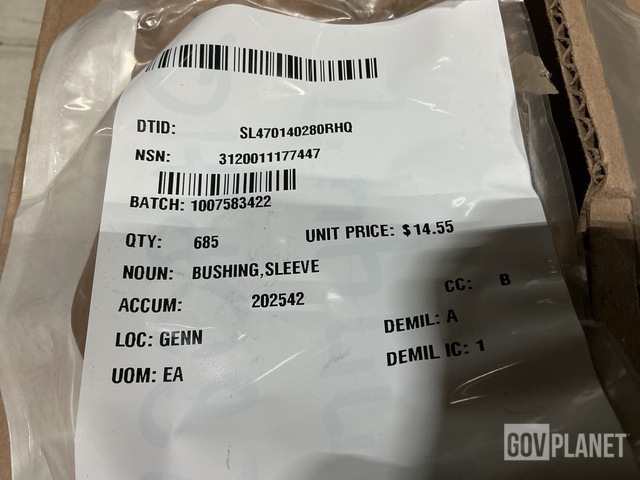 DTID: SL470140280RHQ
NSN: 3120011177447
BATCH: 1007583422
QTY: 685 UNIT PRICE: $14.55
NOUN: BUSHING,SLEEVE
ACCUM: 202542 CC: B
LOC: GENN DEMIL: A
UOM: EA DEMIL IC: 1
GOVPLANET